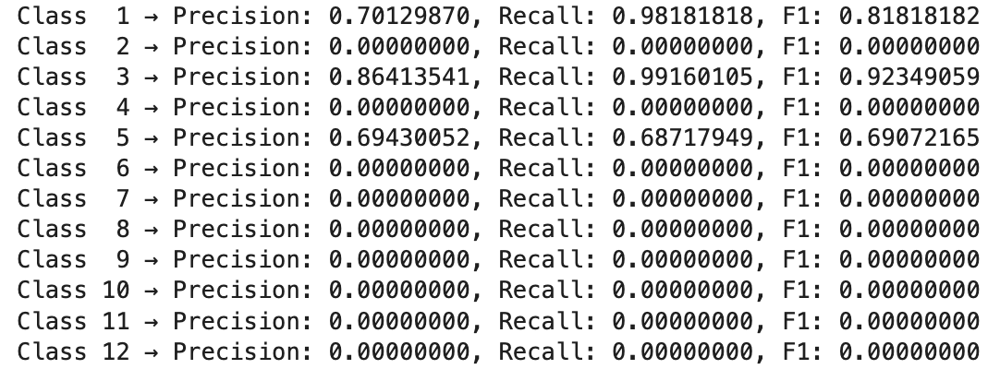 Class  1 → Precision: 0.70129870, Recall: 0.98181818, F1: 0.81818182
Class  2 → Precision: 0.00000000, Recall: 0.00000000, F1: 0.00000000
Class  3 → Precision: 0.86413541, Recall: 0.99160105, F1: 0.92349059
Class  4 → Precision: 0.00000000, Recall: 0.00000000, F1: 0.00000000
Class  5 → Precision: 0.69430052, Recall: 0.68717949, F1: 0.69072165
Class  6 → Precision: 0.00000000, Recall: 0.00000000, F1: 0.00000000
Class  7 → Precision: 0.00000000, Recall: 0.00000000, F1: 0.00000000
Class  8 → Precision: 0.00000000, Recall: 0.00000000, F1: 0.00000000
Class  9 → Precision: 0.00000000, Recall: 0.00000000, F1: 0.00000000
Class 10 → Precision: 0.00000000, Recall: 0.00000000, F1: 0.00000000
Class 11 → Precision: 0.00000000, Recall: 0.00000000, F1: 0.00000000
Class 12 → Precision: 0.00000000, Recall: 0.00000000, F1: 0.00000000